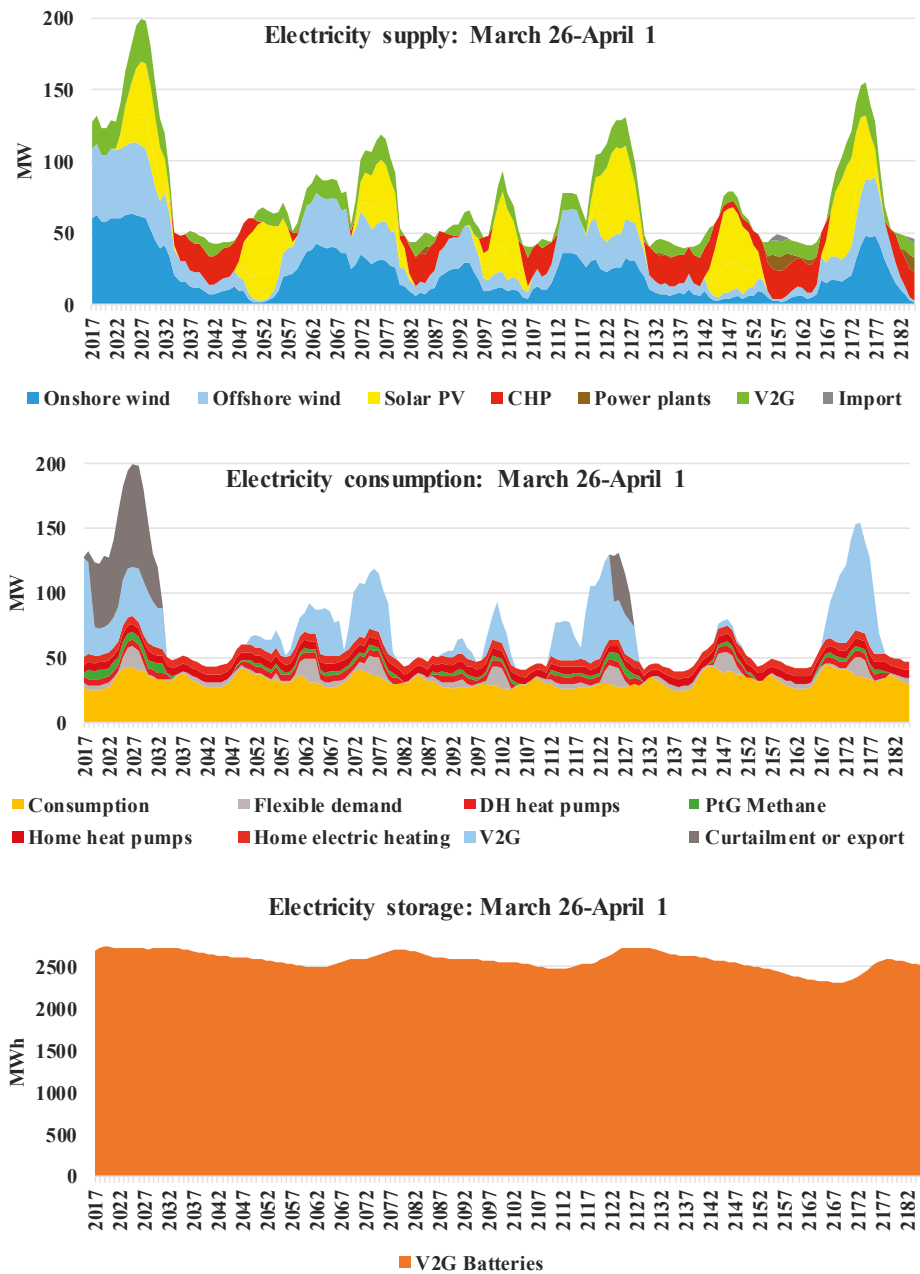 Electricity supply: March 26-April 1
MW
200
150
100
50
0
2017 2022 2027 2032 2037 2042 2047 2052 2057 2062 2067 2072 2077 2082 2087 2092 2097 2102 2107 2112 2117 2122 2127 2132 2137 2142 2147 2152 2157 2162 2167 2172 2177 2182
Onshore wind Offshore wind Solar PV CHP Power plants V2G Import
Electricity consumption: March 26-April 1
MW
200
150
100
50
0
2017 2022 2027 2032 2037 2042 2047 2052 2057 2062 2067 2072 2077 2082 2087 2092 2097 2102 2107 2112 2117 2122 2127 2132 2137 2142 2147 2152 2157 2162 2167 2172 2177 2182
Consumption Flexible demand DH heat pumps PtG Methane
Home heat pumps Home electric heating V2G Curtailment or export
Electricity storage: March 26-April 1
MWh
2500
2000
1500
1000
500
0
2017 2022 2027 2032 2037 2042 2047 2052 2057 2062 2067 2072 2077 2082 2087 2092 2097 2102 2107 2112 2117 2122 2127 2132 2137 2142 2147 2152 2157 2162 2167 2172 2177 2182
V2G Batteries